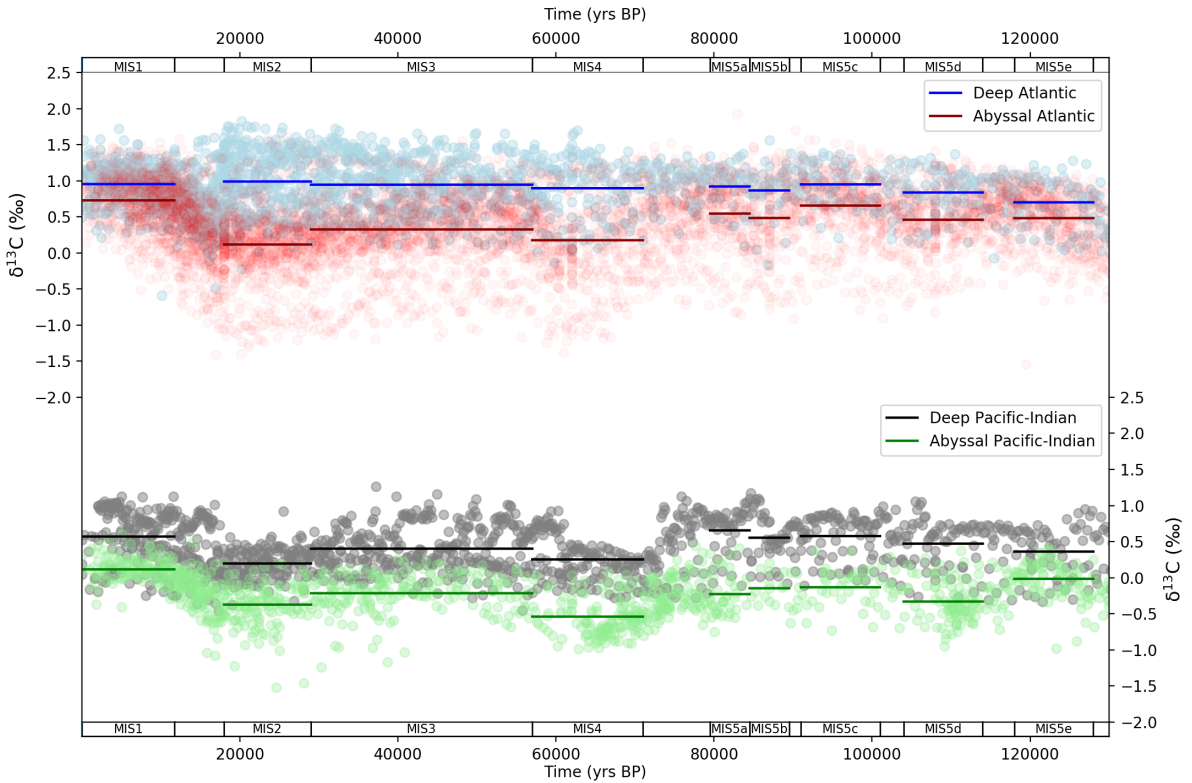 Time (yrs BP)
20000 40000 60000 80000 100000 120000
MIS1 MIS2 MIS3 MIS4 MIS5a MIS5b MIS5c MIS5d MIS5e
2.5
2.0
1.5
1.0
0.5
0.0
−0.5
−1.0
−1.5
−2.0
δ¹³C (‰)
Deep Atlantic
Abyssal Atlantic
2.5
2.0
1.5
1.0
0.5
0.0
−0.5
−1.0
−1.5
−2.0
δ¹³C (‰)
Deep Pacific-Indian
Abyssal Pacific-Indian
MIS1 MIS2 MIS3 MIS4 MIS5a MIS5b MIS5c MIS5d MIS5e
20000 40000 60000 80000 100000 120000
Time (yrs BP)